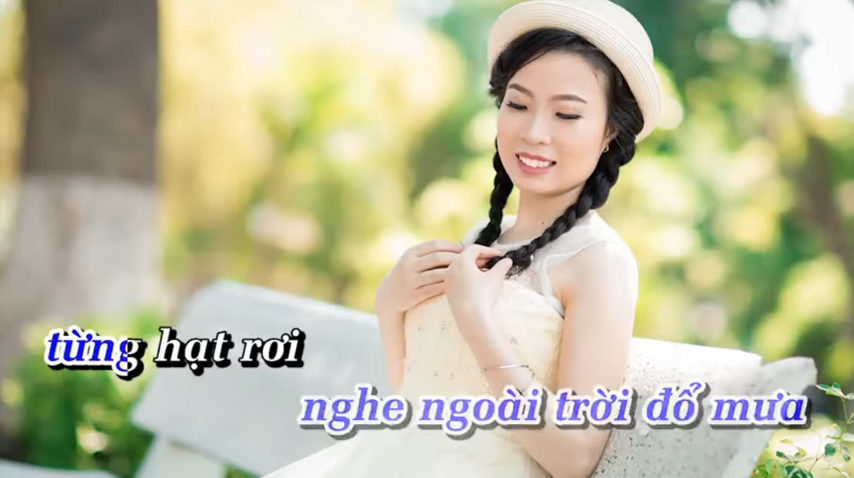 từng hạt rơi
nghe ngoài trời đổ mưa